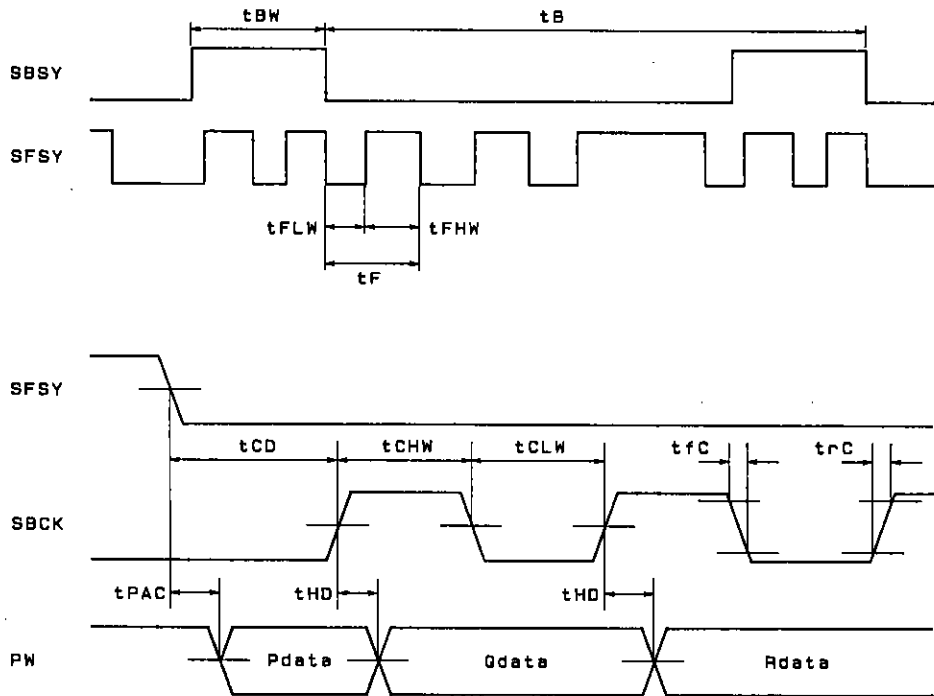 tBW tB
SBSY
SFSY
tFLW tFHW
tF
SFSY
tCD tCHW tCLW tfC trC
SBCK
tPAC tHD tHD
PW Pdata Qdata Rdata